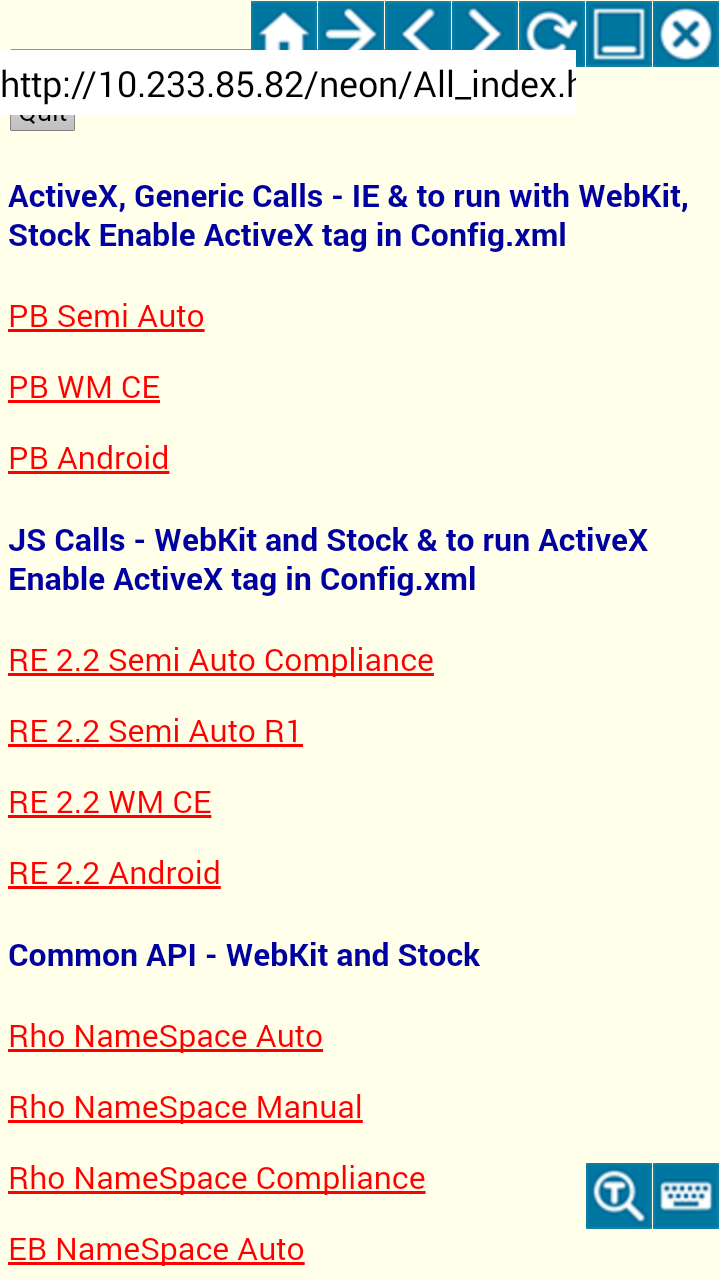 http://10.233.85.82/neon/All_index.h
Quit
ActiveX, Generic Calls - IE & to run with WebKit,
Stock Enable ActiveX tag in Config.xml
PB Semi Auto
PB WM CE
PB Android
JS Calls - WebKit and Stock & to run ActiveX
Enable ActiveX tag in Config.xml
RE 2.2 Semi Auto Compliance
RE 2.2 Semi Auto R1
RE 2.2 WM CE
RE 2.2 Android
Common API - WebKit and Stock
Rho NameSpace Auto
Rho NameSpace Manual
Rho NameSpace Compliance
T
EB NameSpace Auto